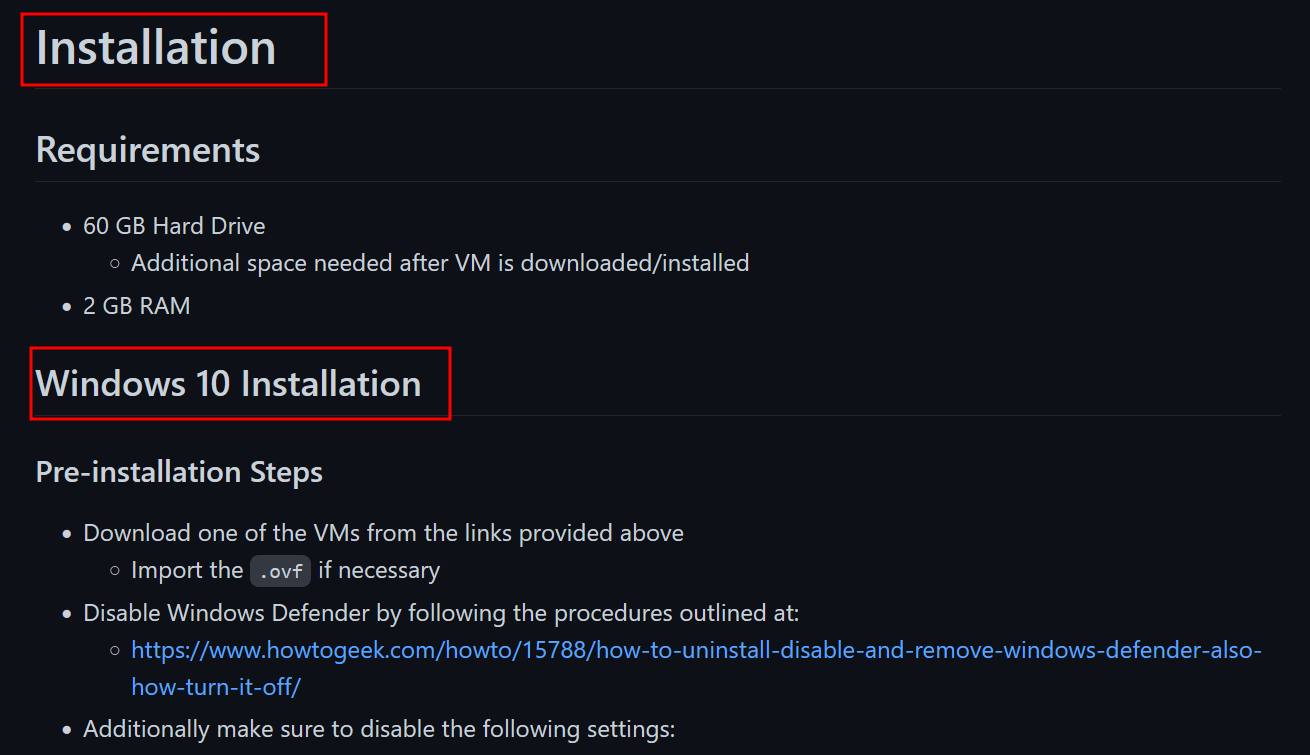 Installation
Requirements
60 GB Hard Drive
Additional space needed after VM is downloaded/installed
2 GB RAM
Windows 10 Installation
Pre-installation Steps
Download one of the VMs from the links provided above
Import the .ovf if necessary
Disable Windows Defender by following the procedures outlined at:
https://www.howtogeek.com/howto/15788/how-to-uninstall-disable-and-remove-windows-defender-also-
how-turn-it-off/
Additionally make sure to disable the following settings: